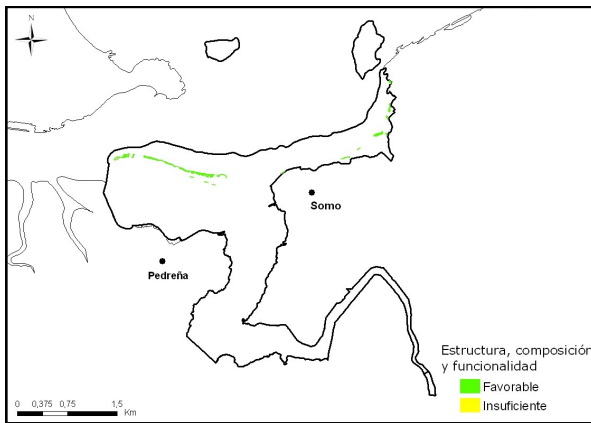 N
Somo
Pedreña
Estructura, composición
y funcionalidad
Favorable
Insuficiente
0 0,375 0,75 1,5
Km